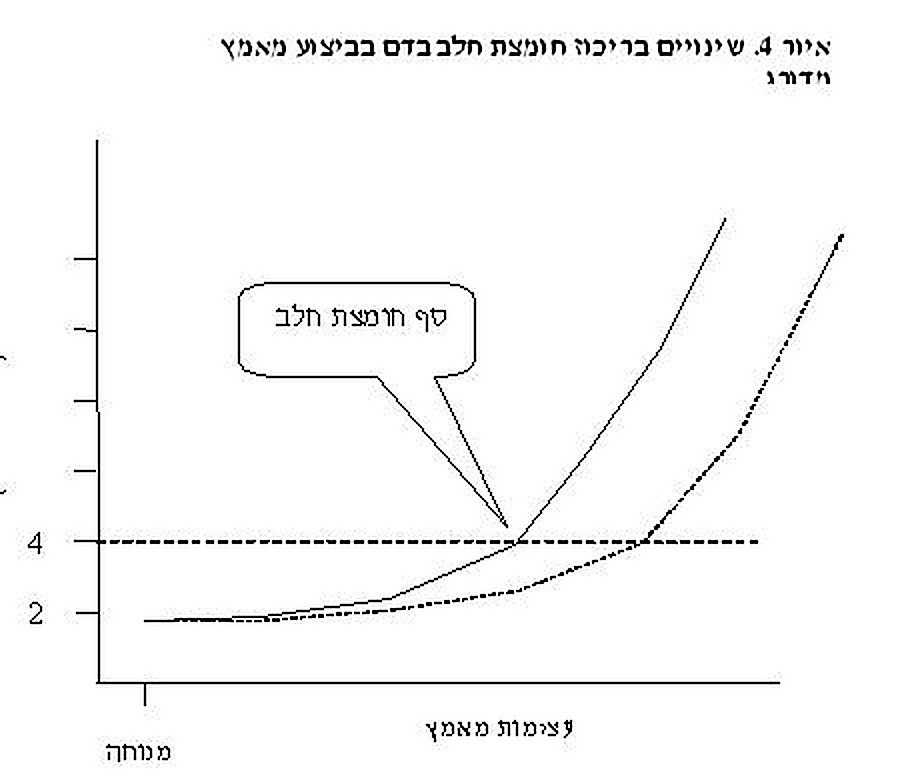 איור 4. שינויים בריכוז חומצת חלב בדם בביצוע מאמץ
מדורג
סף חומצת חלב
4
2
עצימות מאמץ
מנוחה